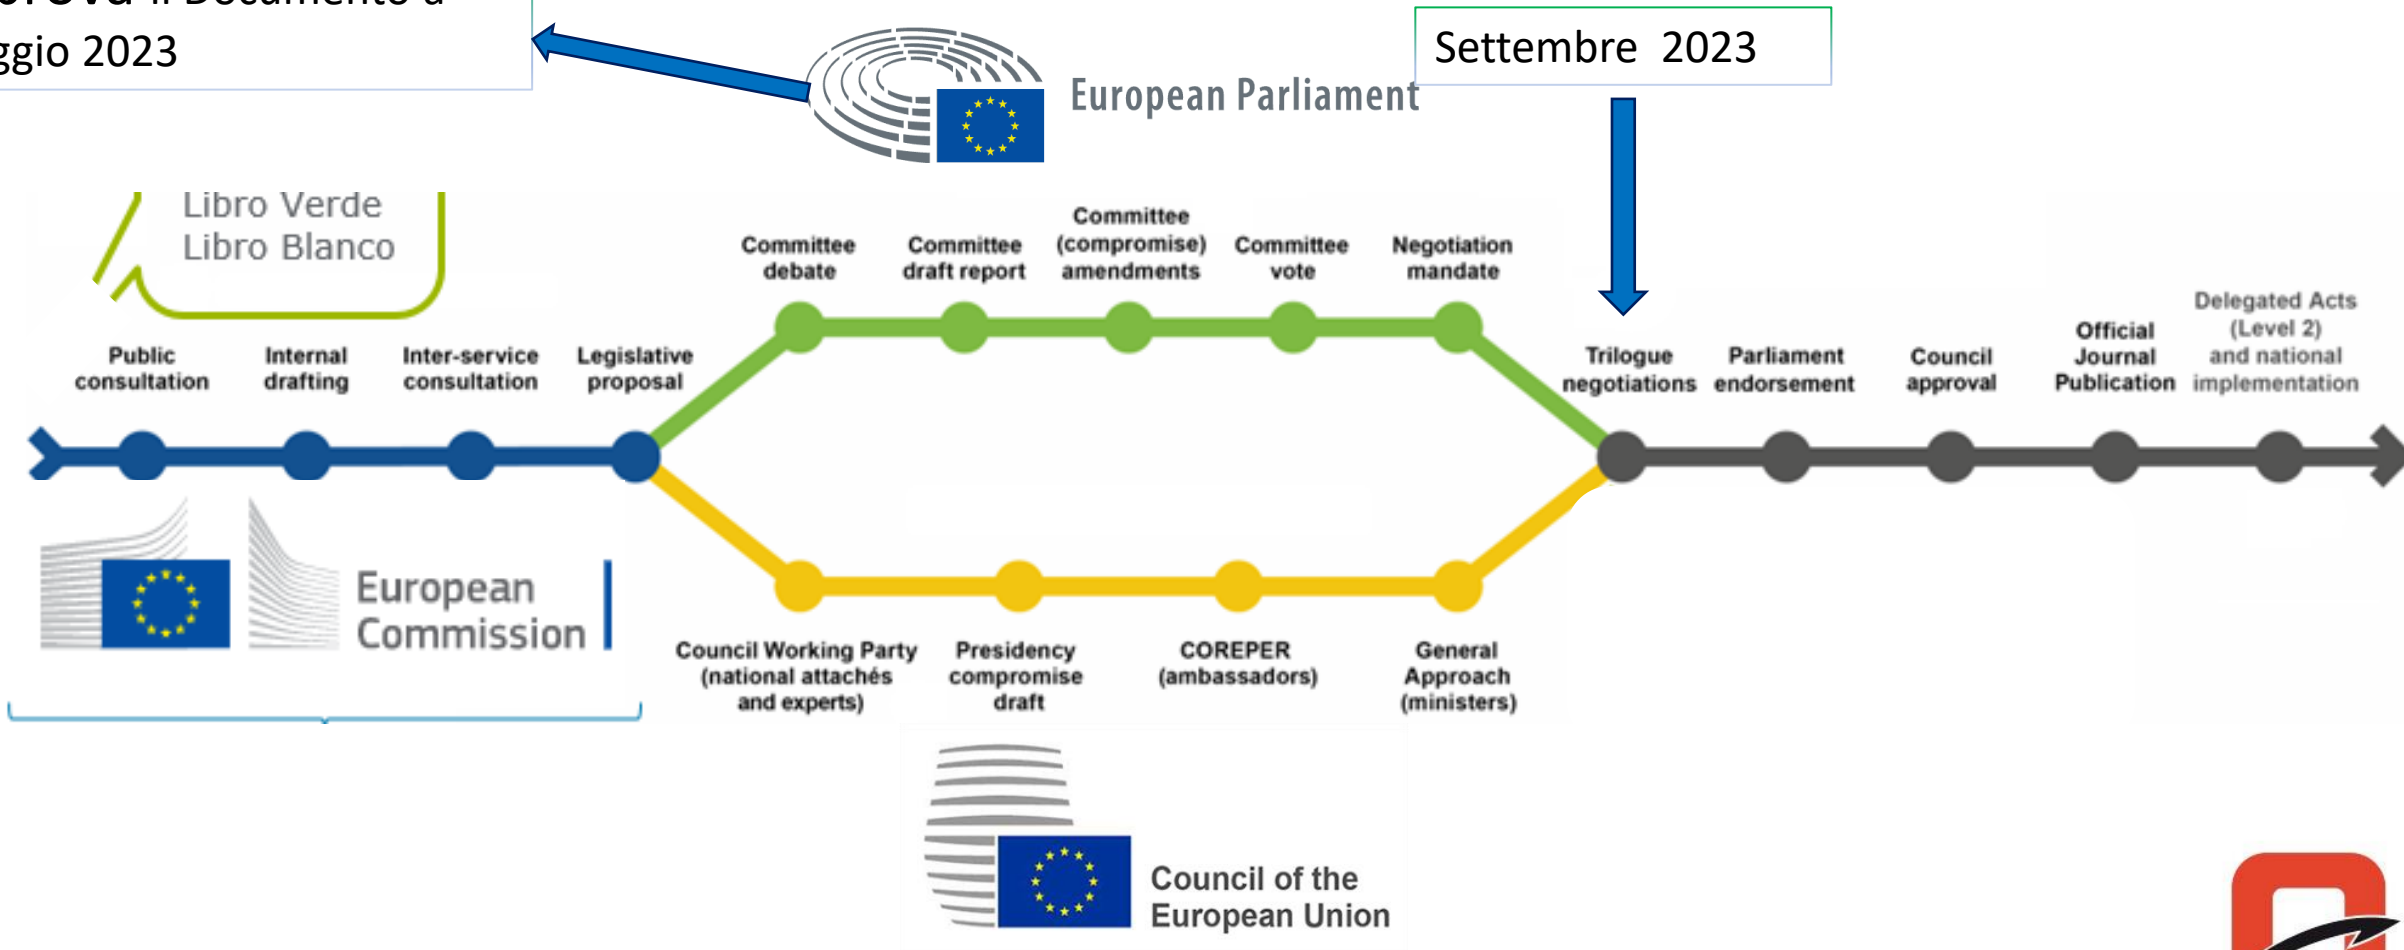 il Documento a
2023
European Parliament
Settembre 2023
Libro Verde
Libro Blanco
Public
consultation
Internal
drafting
Inter-service
consultation
Legislative
proposal
Committee
debate
Committee
draft report
Committee
(compromise)
amendments
Committee
vote
Negotiation
mandate
Trilogue
negotiations
Parliament
endorsement
Council
approval
Official
Journal
Publication
Delegated Acts
(Level 2)
and national
implementation
European
Commission
Council Working Party
(national attachés
and experts)
Presidency
compromise
draft
COREPER
(ambassadors)
General
Approach
(ministers)
Council of the
European Union